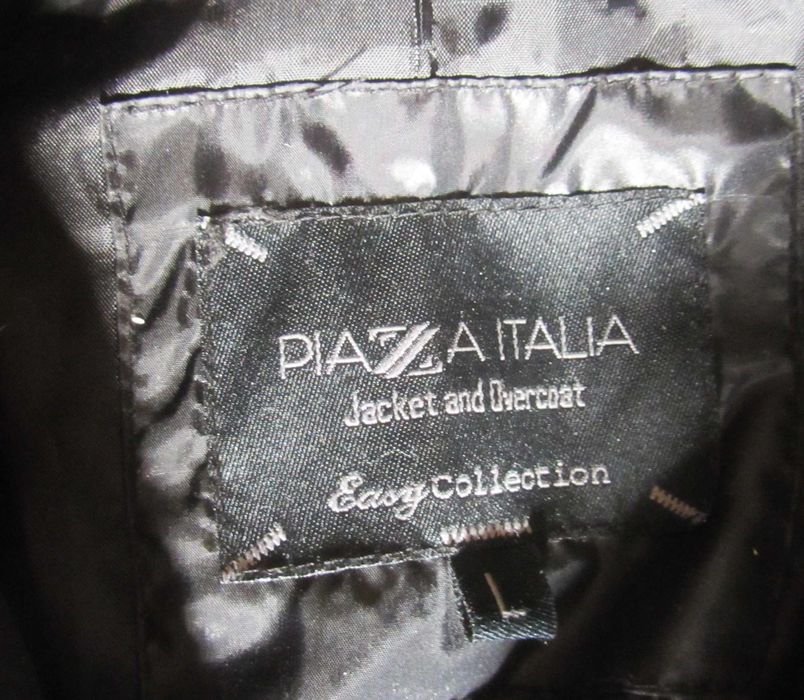 PIAZZA ITALIA
Jacket and Overcoat
Easy Collection
L